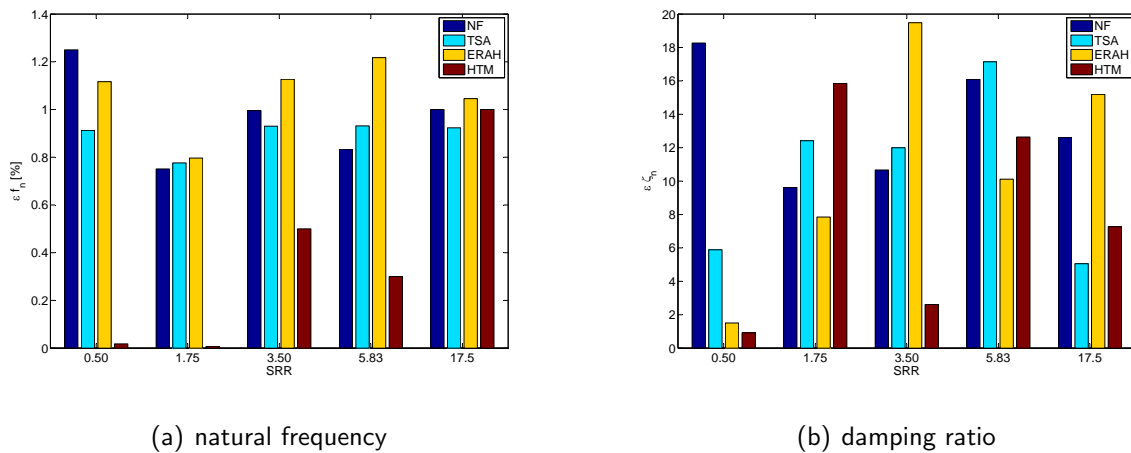 1.4
1.2
1
0.8
0.6
0.4
0.2
0
ε f_n [%]
0.50
1.75
3.50
5.83
17.5
SRR
NF
TSA
ERAH
HTM
(a) natural frequency
20
18
16
14
12
10
8
6
4
2
0
ε ζ_n
0.50
1.75
3.50
5.83
17.5
SRR
NF
TSA
ERAH
HTM
(b) damping ratio